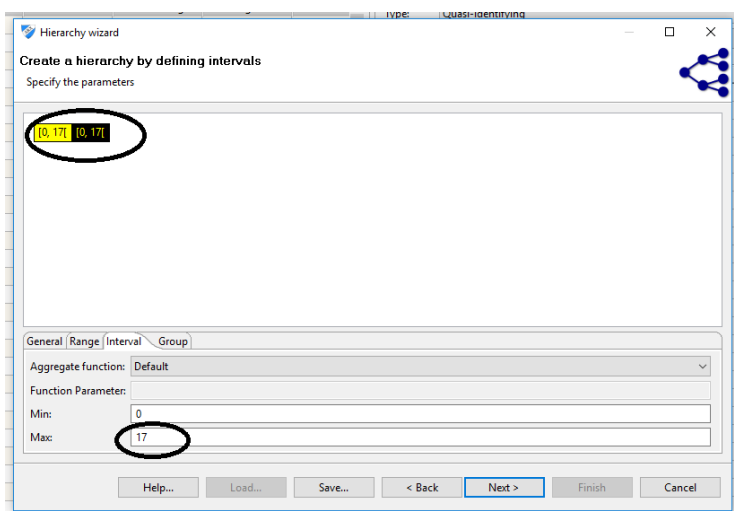 Type: Quasi-identifying
Hierarchy wizard
Create a hierarchy by defining intervals
Specify the parameters
[0, 17[ [0, 17[
General Range Interval Group
Aggregate function: Default
Function Parameter:
Min: 0
Max: 17
Help... Load... Save... < Back Next > Finish Cancel